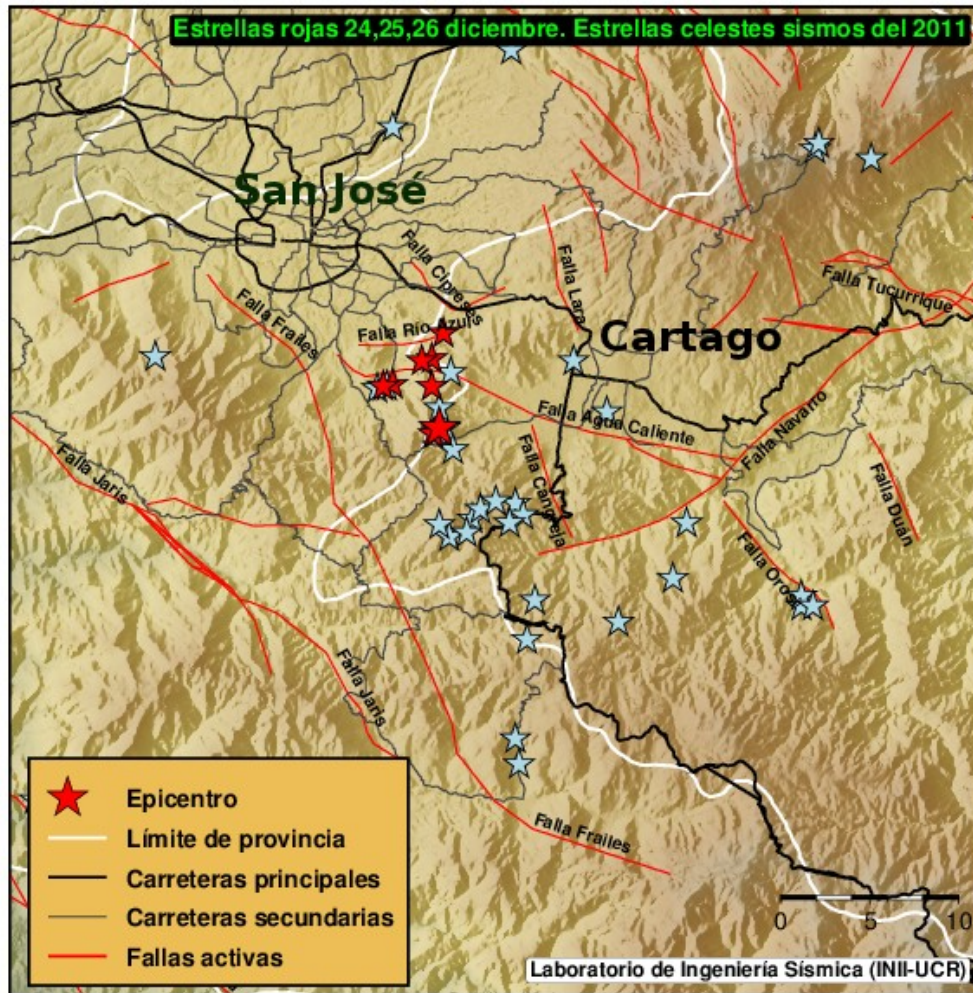 Estrellas rojas 24,25,26 diciembre. Estrellas celestes sismos del 2011
San José
Falla Cipreses
Falla Lara
Falla Tucurrique
Falla Frailes
Falla Río Azul
Cartago
Falla Agua Caliente
Falla Navarro
Falla Jaris
Falla Cangreja
Falla Duán
Falla Orosi
Falla Jaris
Falla Frailes
Epicentro
Límite de provincia
Carreteras principales
Carreteras secundarias
Fallas activas
0 5 10
Laboratorio de Ingeniería Sísmica (INII-UCR)